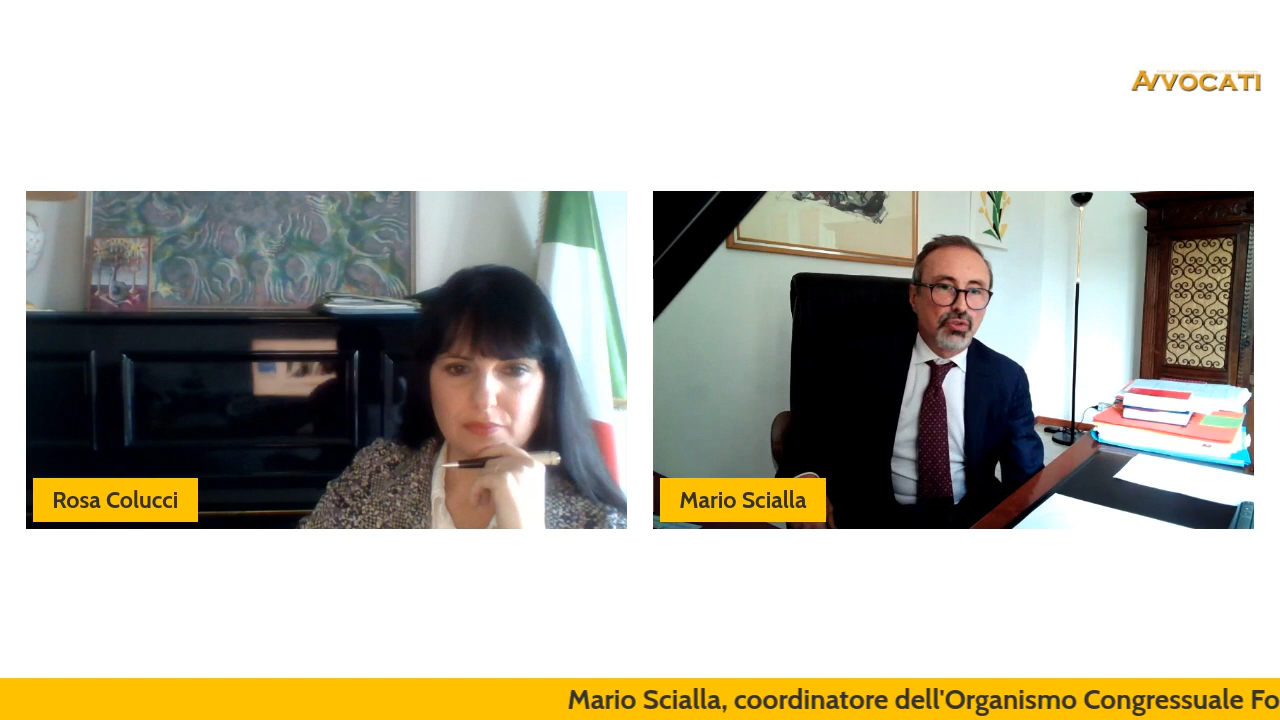 AVVOCATI
Rosa Colucci
Mario Scialla
Mario Scialla, coordinatore dell'Organismo Congressuale Fo